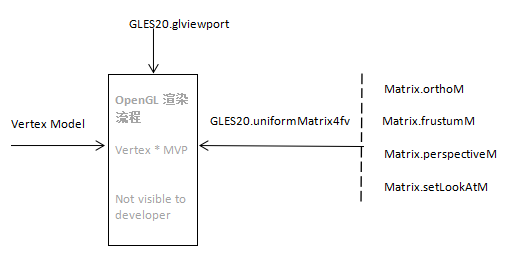 GLES20.glviewport
OpenGL 渲染
流程
Vertex * MVP
Not visible to
developer
Vertex Model
GLES20.uniformMatrix4fv
Matrix.orthoM
Matrix.frustumM
Matrix.perspectiveM
Matrix.setLookAtM